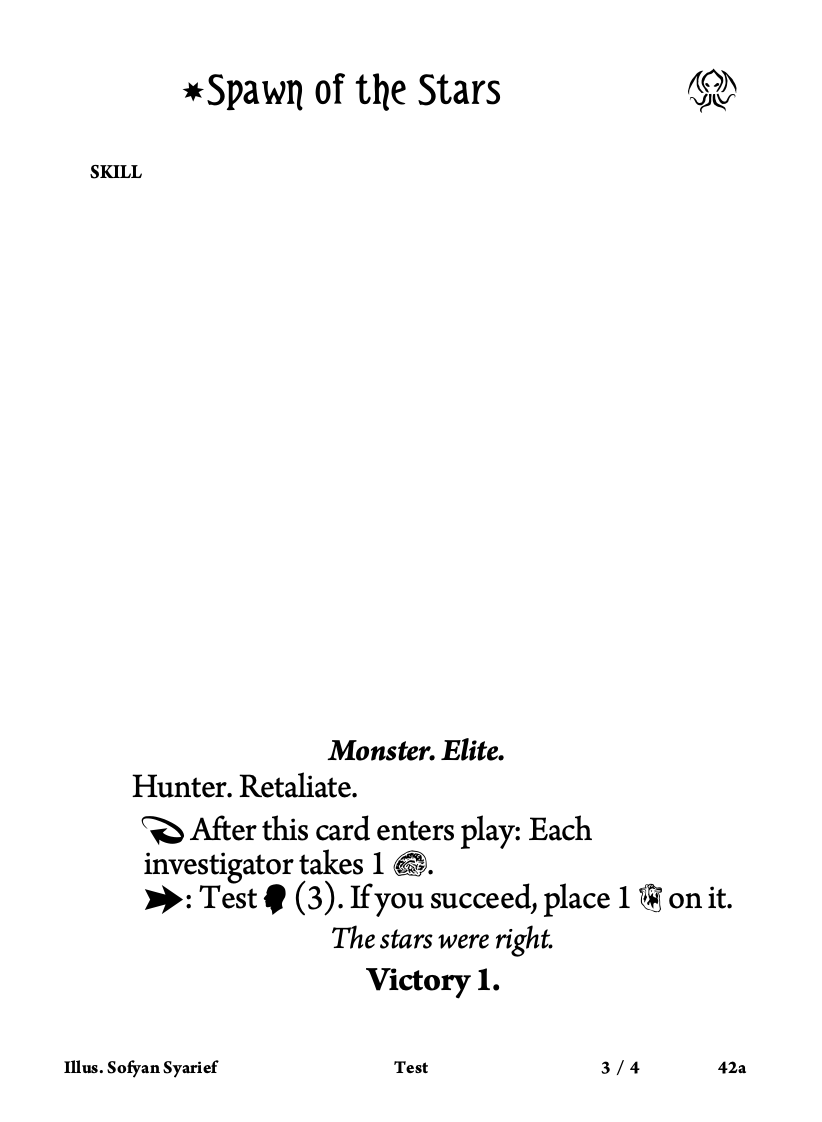 Spawn of the Stars
SKILL
Monster. Elite.
Hunter. Retaliate.
After this card enters play: Each
investigator takes 1 .
: Test (3). If you succeed, place 1 on it.
The stars were right.
Victory 1.
Illus. Sofyan Syarief Test 3 / 4 42a